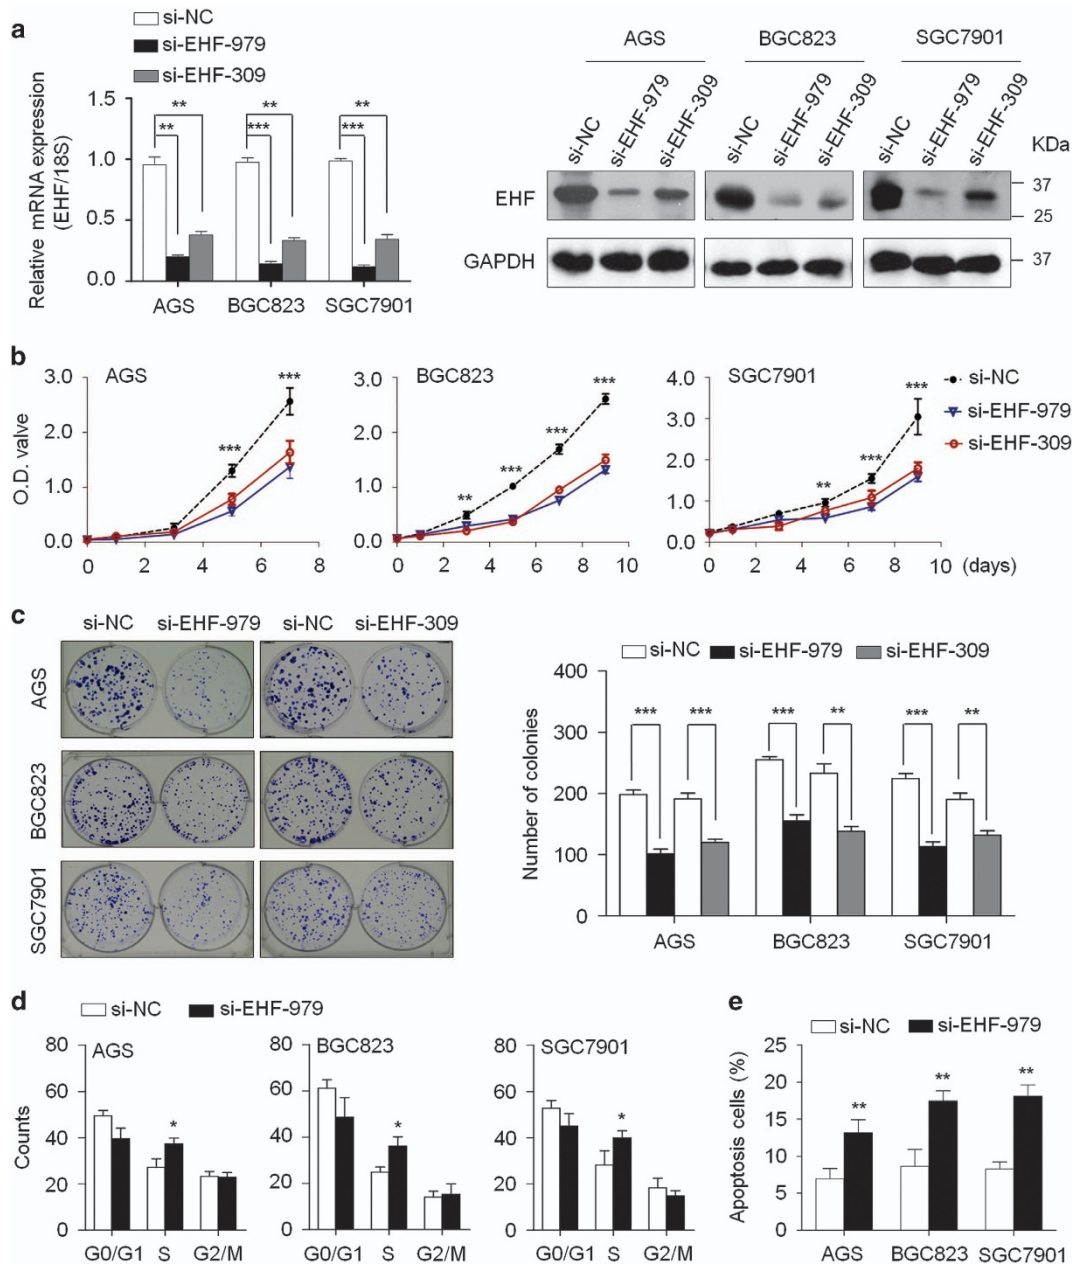 a
si-NC
si-EHF-979
si-EHF-309
Relative mRNA expression
(EHF/18S)
1.5
1.0
0.5
0.0
** ** **
** *** ***
AGS BGC823 SGC7901
AGS BGC823 SGC7901
si-NC si-EHF-979 si-EHF-309 si-NC si-EHF-979 si-EHF-309 si-NC si-EHF-979 si-EHF-309
KDa
EHF
37
25
GAPDH
37
b
O.D. valve
AGS
3.0
2.0
1.0
0.0
*** ***
0 2 4 6 8
BGC823
3.0
2.0
1.0
0.0
** *** *** ***
0 2 4 6 8 10
SGC7901
4.0
3.0
2.0
1.0
0.0
** *** ***
0 2 4 6 8 10 (days)
si-NC
si-EHF-979
si-EHF-309
c
si-NC si-EHF-979 si-NC si-EHF-309
AGS
BGC823
SGC7901
si-NC si-EHF-979 si-EHF-309
Number of colonies
400
300
200
100
0
*** *** *** ** *** **
AGS BGC823 SGC7901
d
si-NC si-EHF-979
Counts
AGS
80
60
40
20
0
*
G0/G1 S G2/M
BGC823
80
60
40
20
0
*
G0/G1 S G2/M
SGC7901
80
60
40
20
0
*
G0/G1 S G2/M
e
si-NC si-EHF-979
Apoptosis cells (%)
25
20
15
10
5
0
** ** **
AGS BGC823 SGC7901